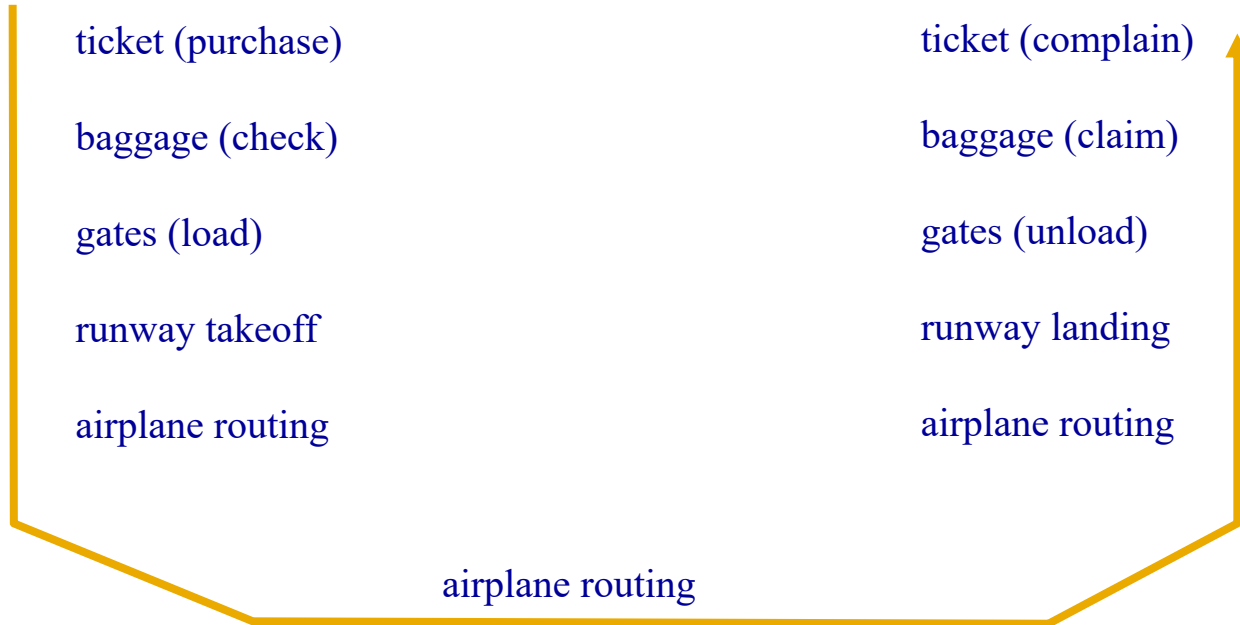 ticket (purchase)
baggage (check)
gates (load)
runway takeoff
airplane routing
ticket (complain)
baggage (claim)
gates (unload)
runway landing
airplane routing
airplane routing